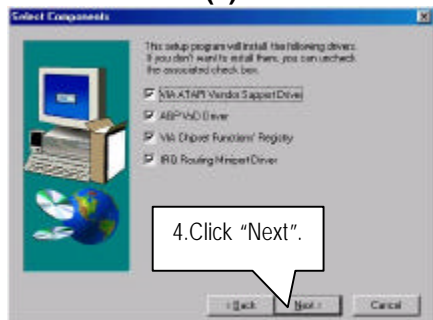 Select Components
This setup program will install the following drivers.
If you don't want to install them, you can uncheck
the associated check box.
VIA ATAPI Vendor Support Driver
AGP VxD Driver
VIA Chipset Functions' Registry
IRQ Routing Miniport Driver
4.Click “Next”.
< Back
Next >
Cancel